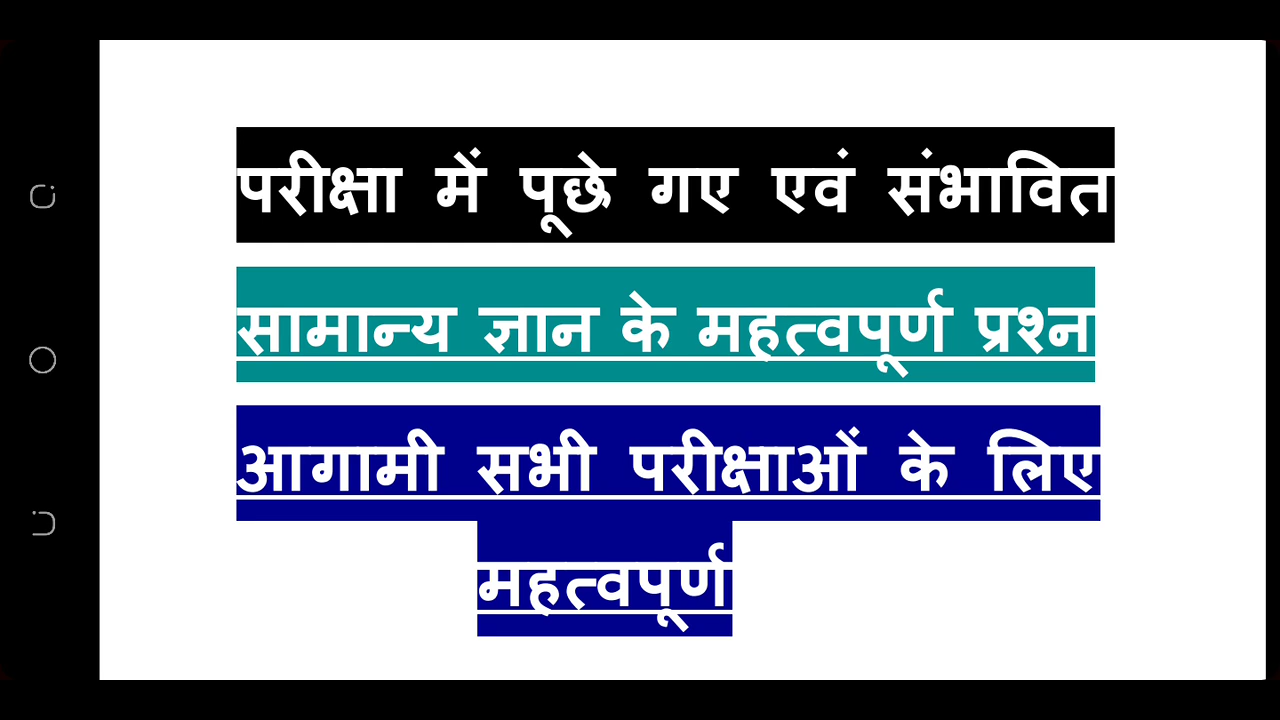 परीक्षा में पूछे गए एवं संभावित
सामान्य ज्ञान के महत्वपूर्ण प्रश्न
आगामी सभी परीक्षाओं के लिए
महत्वपूर्ण